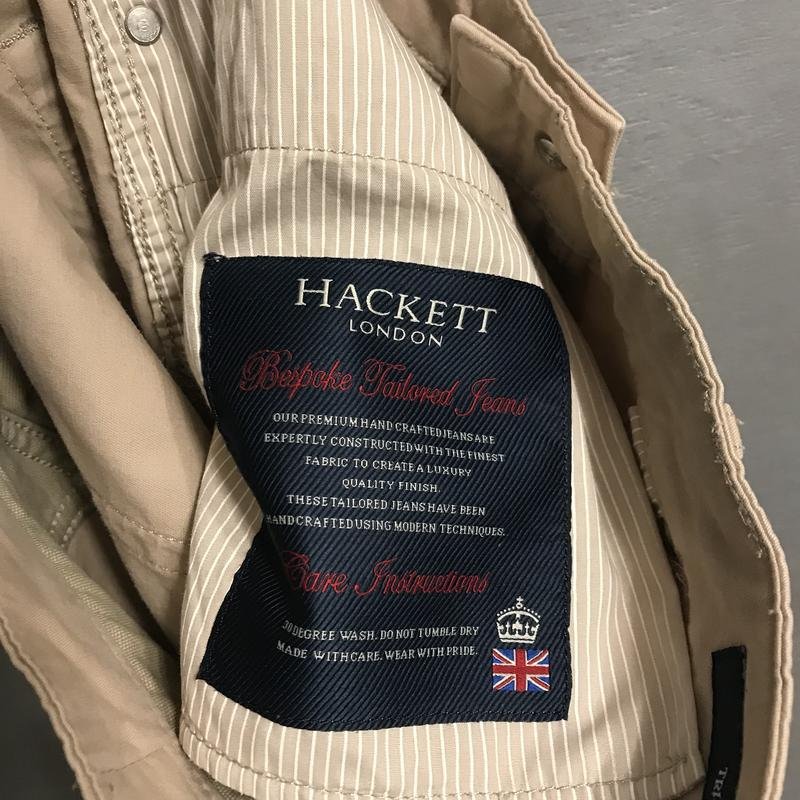 HACKETT
LONDON
Bespoke Tailored Jeans
OUR PREMIUM HAND CRAFTED JEANS ARE
EXPERTLY CONSTRUCTED WITH THE FINEST
FABRIC TO CREATE A LUXURY
QUALITY FINISH.
THESE TAILORED JEANS HAVE BEEN
HANDCRAFTED USING MODERN TECHNIQUES.
Care Instructions
30 DEGREE WASH. DO NOT TUMBLE DRY
MADE WITH CARE. WEAR WITH PRIDE.